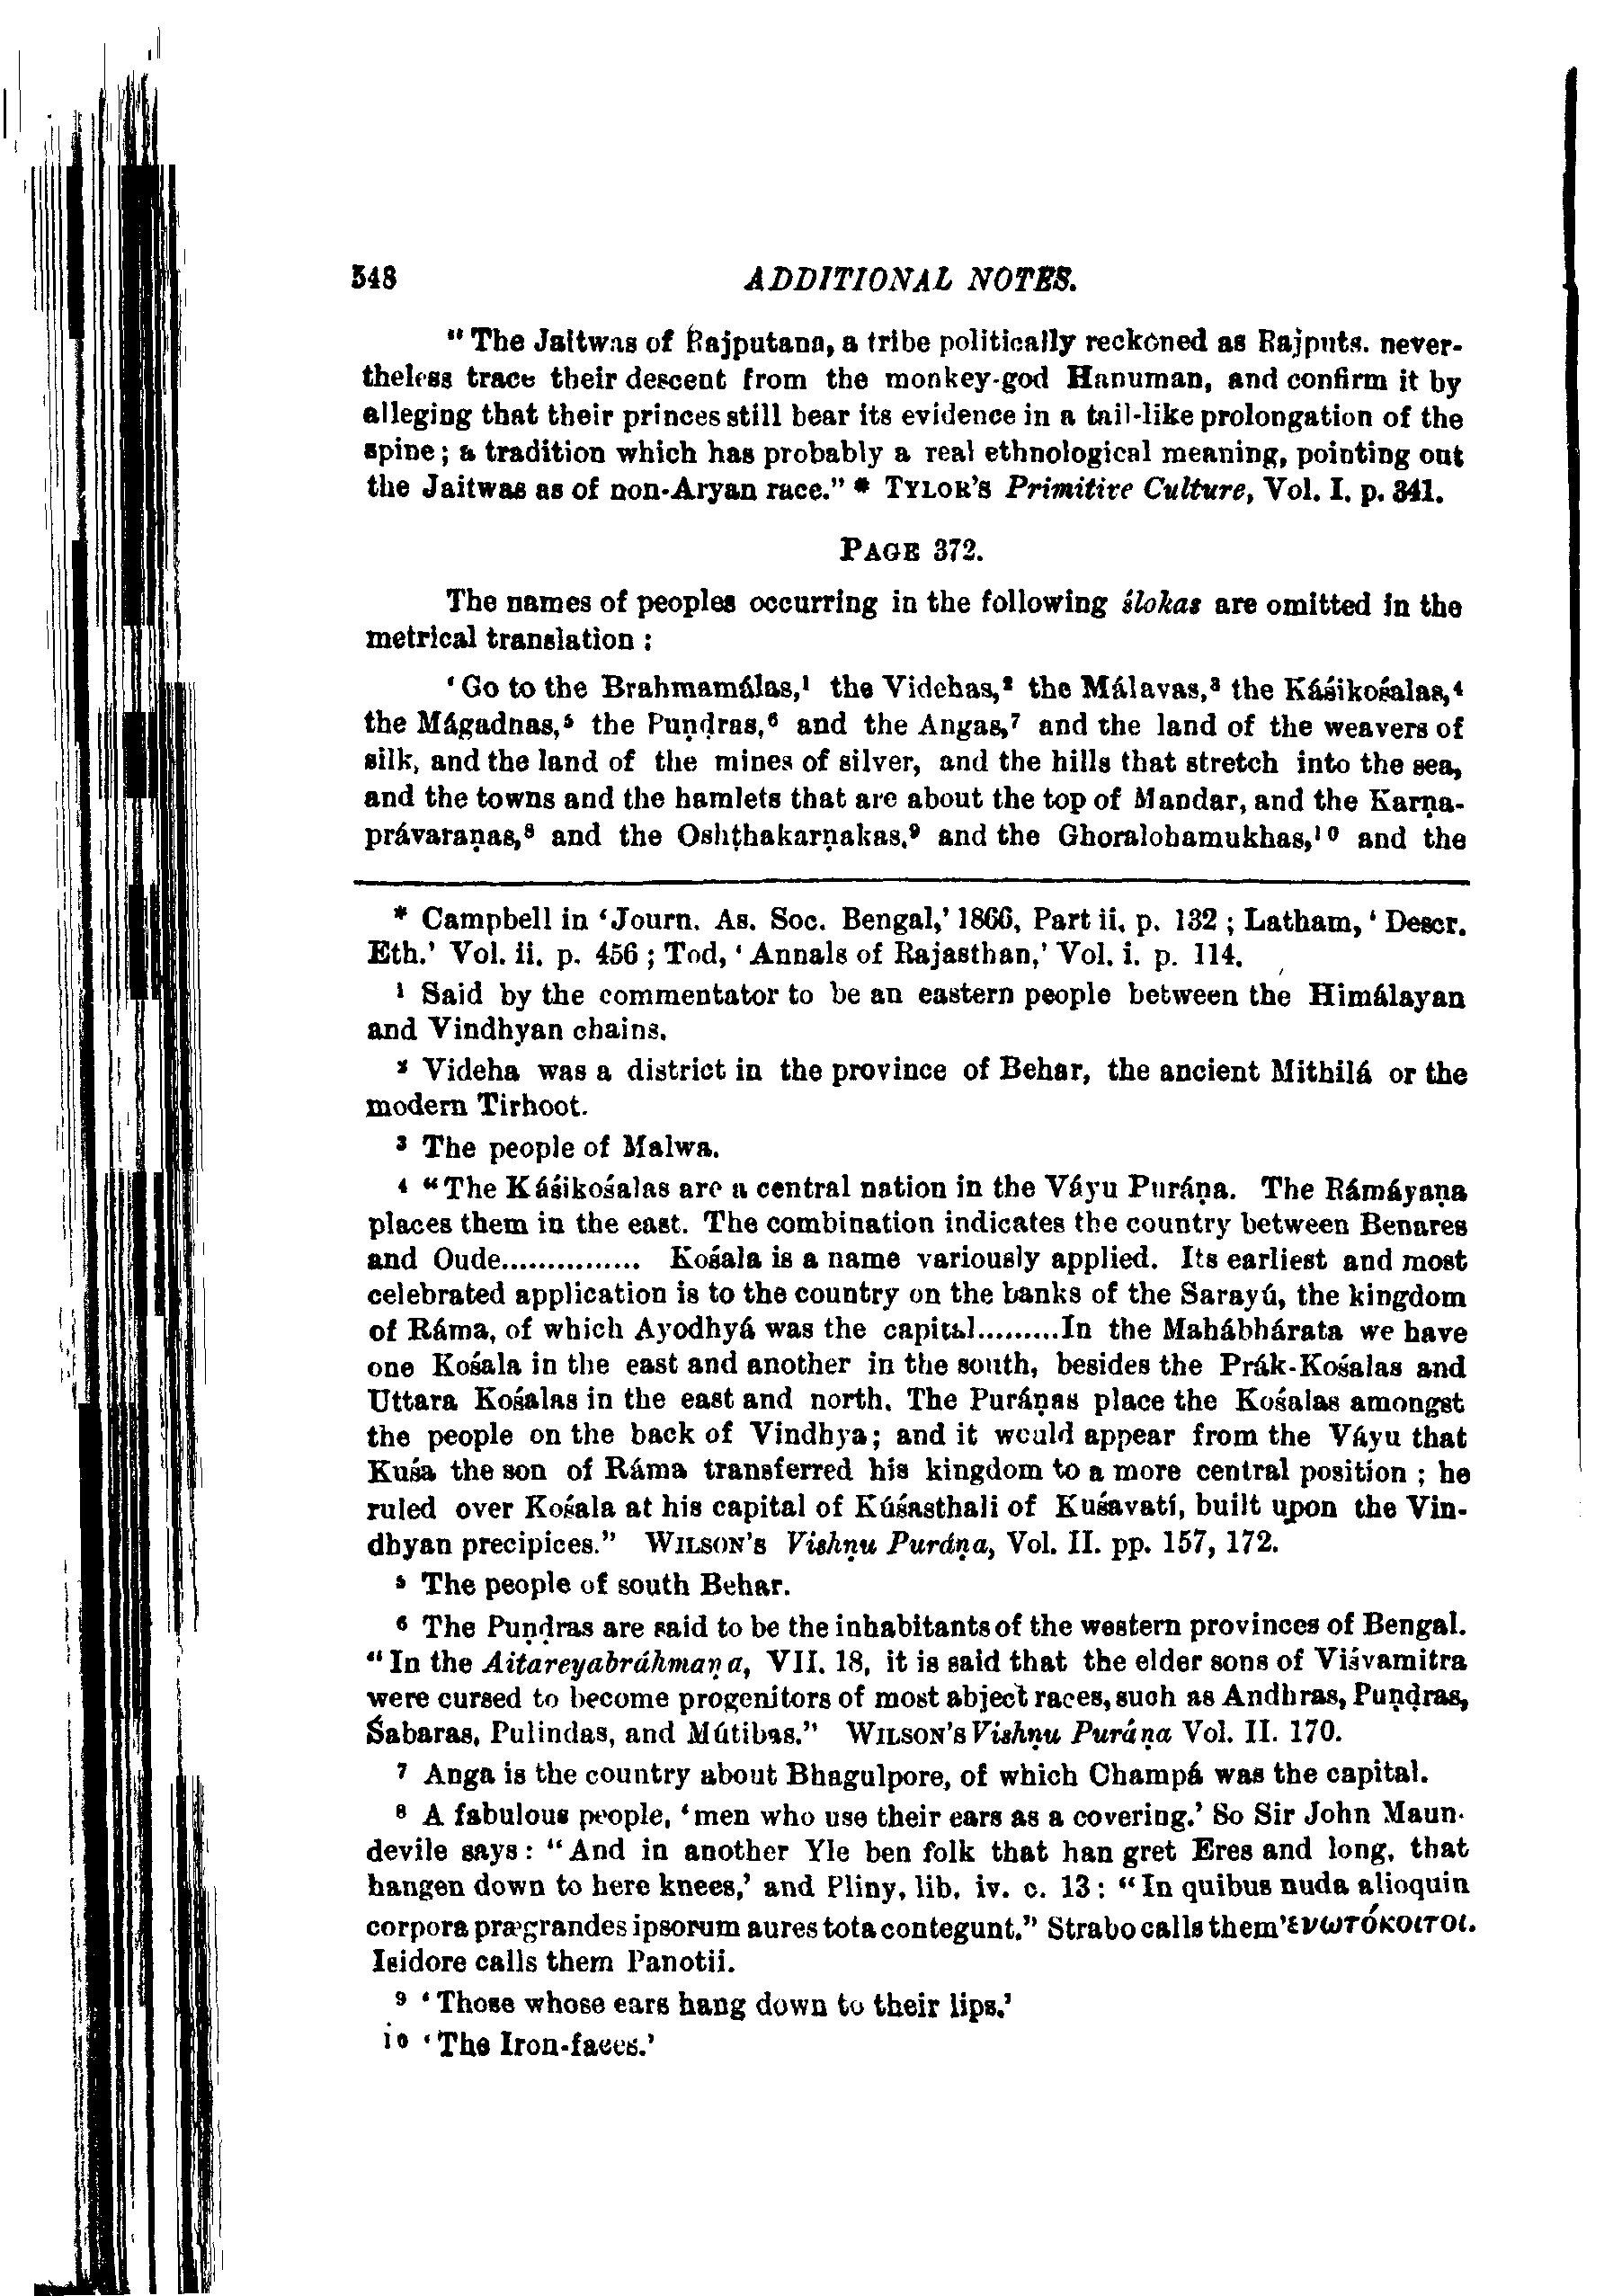 548 ADDITIONAL NOTES.
"The Jaitwas of Rajputana, a tribe politically reckoned as Rajputs. never-
theless trace their descent from the monkey-god Hanuman, and confirm it by
alleging that their princes still bear its evidence in a tail-like prolongation of the
spine; a tradition which has probably a real ethnological meaning, pointing out
the Jaitwas as of non-Aryan race." * TYLOR'S Primitive Culture, Vol. I. p. 341.
PAGE 372.
The names of peoples occurring in the following ślokas are omitted in the
metrical translation :
'Go to the Brahmamálas,¹ the Videhas,² the Málavas,³ the Káśikośalas,⁴
the Mágadnas,⁵ the Puṇḍras,⁶ and the Angas,⁷ and the land of the weavers of
silk, and the land of the mines of silver, and the hills that stretch into the sea,
and the towns and the hamlets that are about the top of Mandar, and the Karṇa-
právaraṇas,⁸ and the Oshṭhakarṇakas,⁹ and the Ghoralohamukhas,¹⁰ and the
* Campbell in 'Journ. As. Soc. Bengal,' 1866, Part ii. p. 132 ; Latham, 'Descr.
Eth.' Vol. ii. p. 456 ; Tod, 'Annals of Rajasthan,' Vol. i. p. 114.
¹ Said by the commentator to be an eastern people between the Himálayan
and Vindhyan chains.
² Videha was a district in the province of Behar, the ancient Mithilá or the
modern Tirhoot.
³ The people of Malwa.
⁴ "The Káśikośalas are a central nation in the Váyu Puráṇa. The Rámáyaṇa
places them in the east. The combination indicates the country between Benares
and Oude............... Kośala is a name variously applied. Its earliest and most
celebrated application is to the country on the banks of the Sarayú, the kingdom
of Ráma, of which Ayodhyá was the capital.........In the Mahábhárata we have
one Kośala in the east and another in the south, besides the Prák-Kośalas and
Uttara Kośalas in the east and north. The Puráṇas place the Kośalas amongst
the people on the back of Vindhya; and it would appear from the Váyu that
Kuśa the son of Ráma transferred his kingdom to a more central position ; he
ruled over Kośala at his capital of Kúśasthali of Kuśavatí, built upon the Vin-
dhyan precipices." WILSON'S Vishṇu Puráṇa, Vol. II. pp. 157, 172.
⁵ The people of south Behar.
⁶ The Puṇḍras are said to be the inhabitants of the western provinces of Bengal.
"In the Aitareyabráhmaṇa, VII. 18, it is said that the elder sons of Viśvamitra
were cursed to become progenitors of most abject races, such as Andhras, Puṇḍras,
Śabaras, Pulindas, and Mútibas." WILSON'S Vishṇu Puráṇa Vol. II. 170.
⁷ Anga is the country about Bhagulpore, of which Champá was the capital.
⁸ A fabulous people, 'men who use their ears as a covering.' So Sir John Maun-
devile says : "And in another Yle ben folk that han gret Eres and long, that
hangen down to here knees,' and Pliny, lib. iv. c. 13 : "In quibus nuda alioquin
corpora prægrandes ipsorum aures tota contegunt." Strabo calls them 'ενωτόκοιτοι.
Isidore calls them Panotii.
⁹ 'Those whose ears hang down to their lips.'
¹⁰ 'The Iron-faces.'